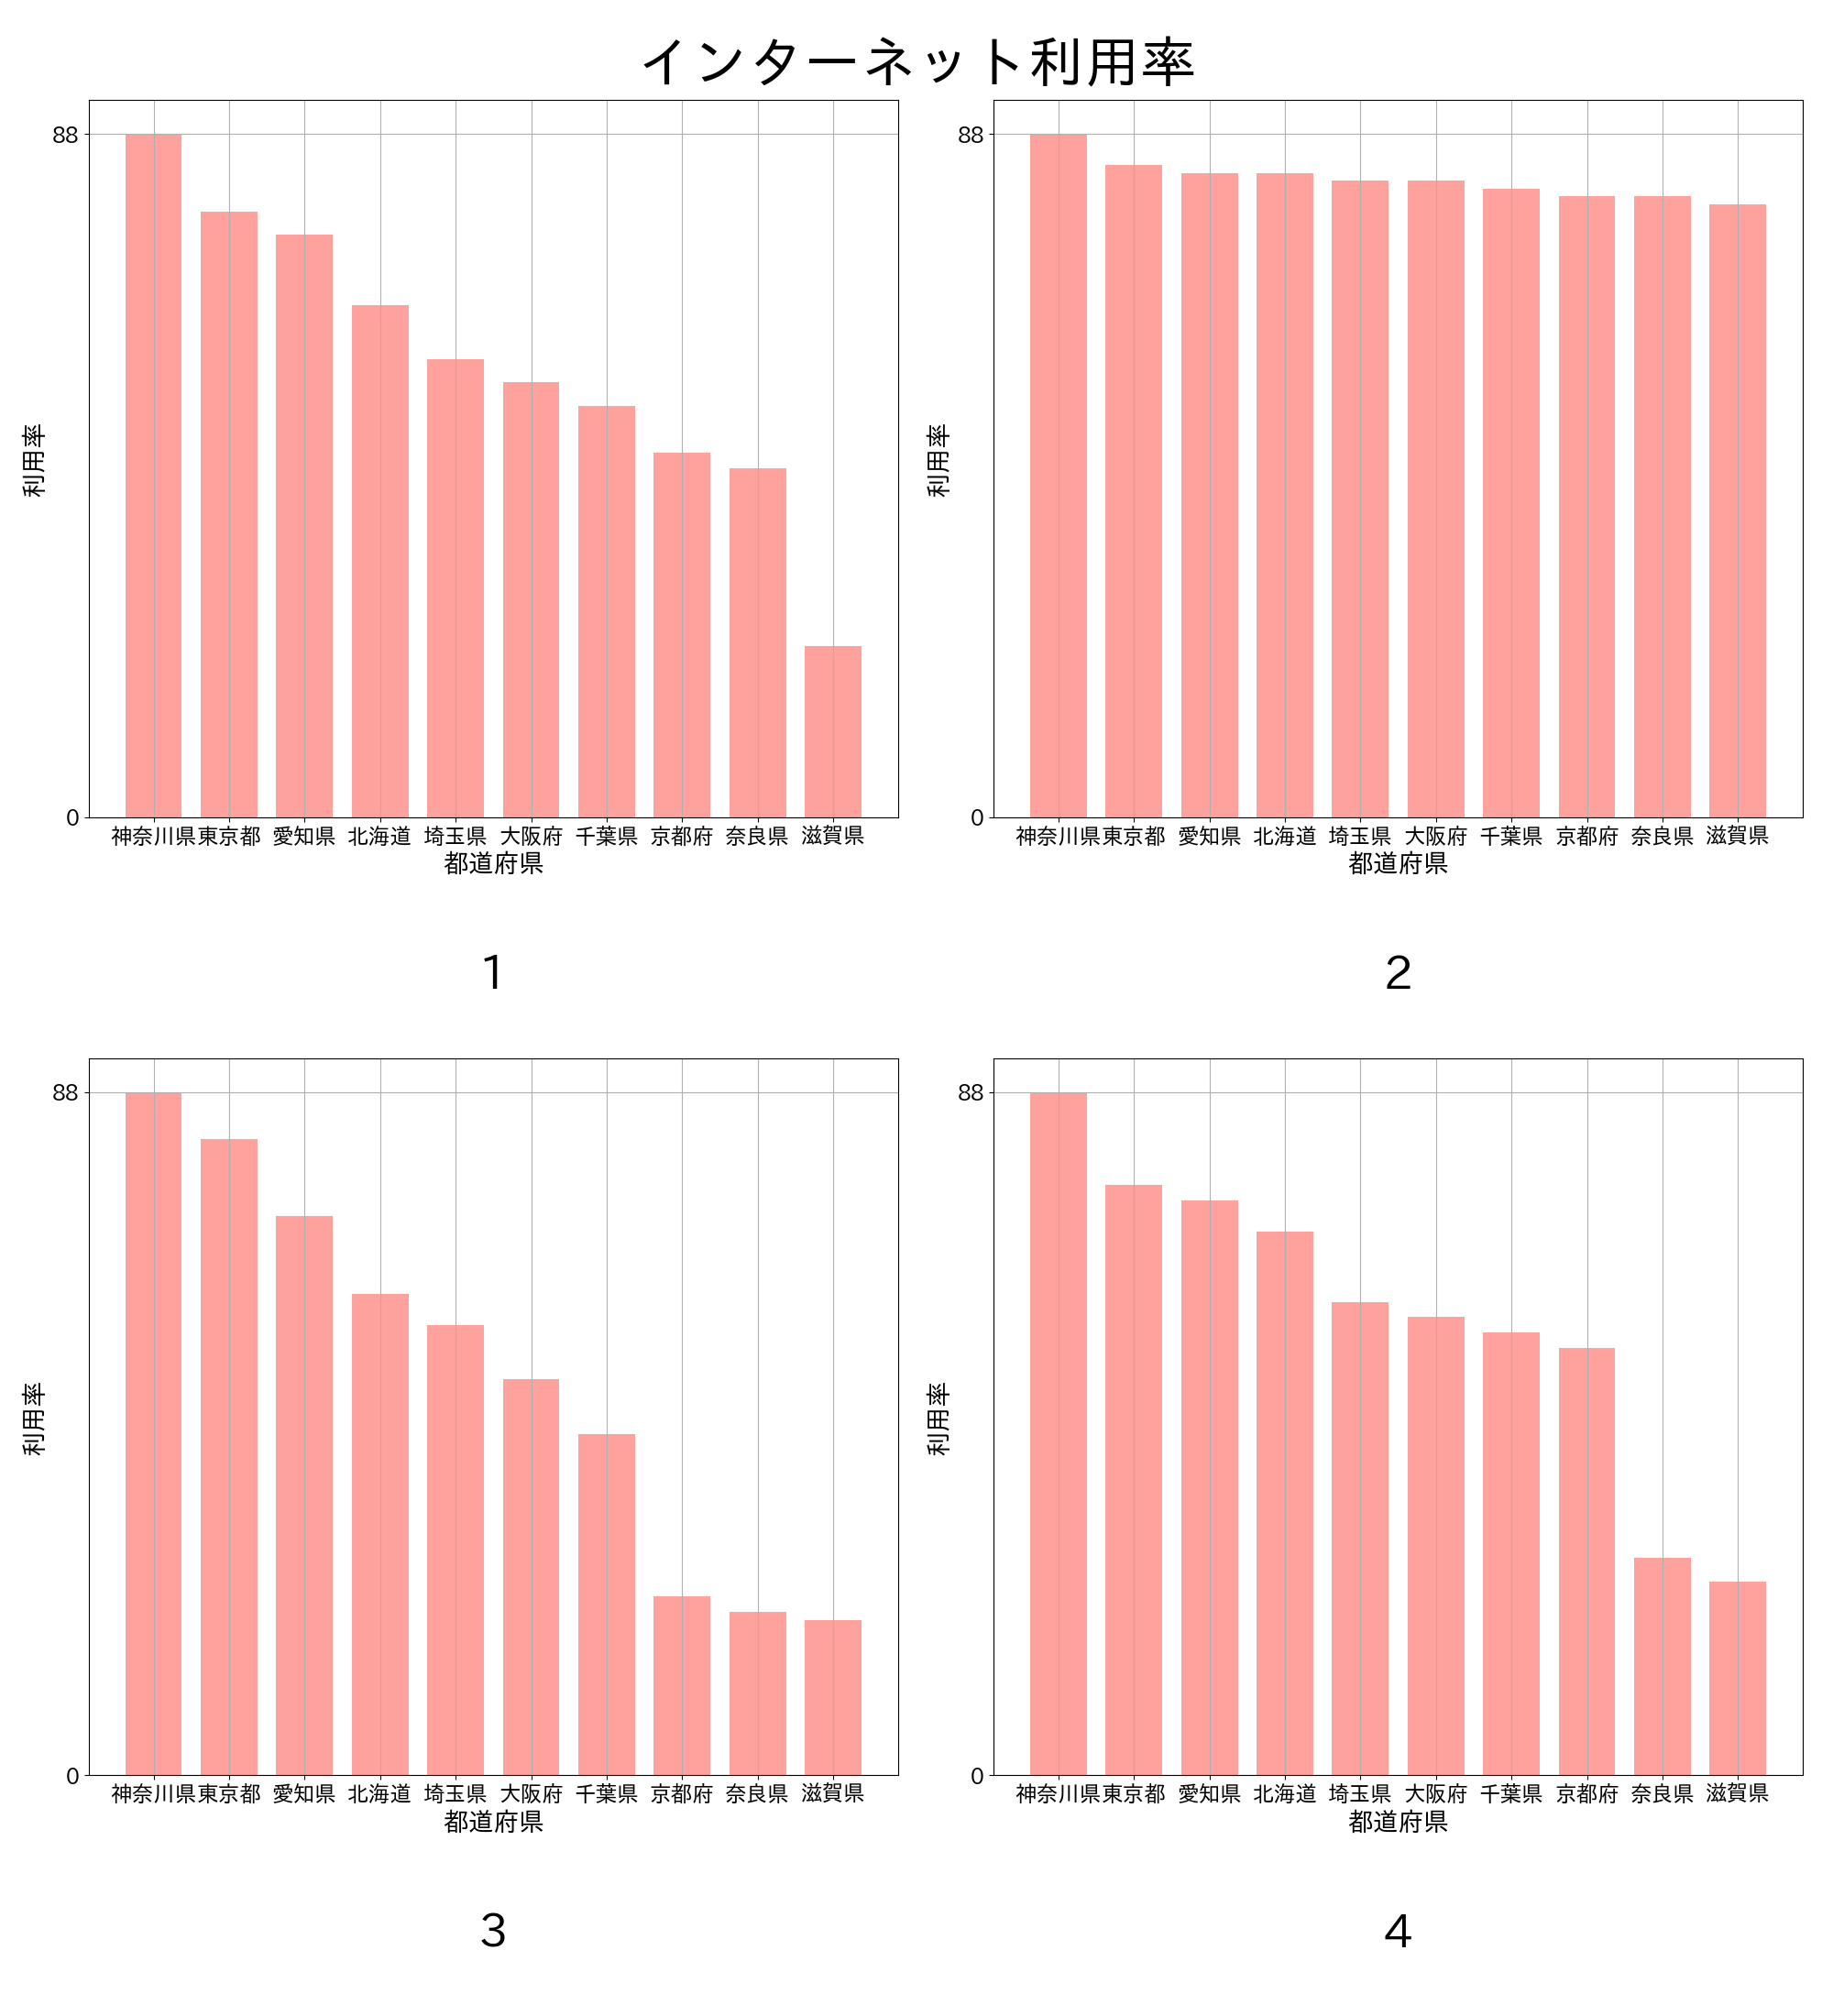 インターネット利用率
88
0
利用率
神奈川県 東京都 愛知県 北海道 埼玉県 大阪府 千葉県 京都府 奈良県 滋賀県
都道府県
1
88
0
利用率
神奈川県 東京都 愛知県 北海道 埼玉県 大阪府 千葉県 京都府 奈良県 滋賀県
都道府県
2
88
0
利用率
神奈川県 東京都 愛知県 北海道 埼玉県 大阪府 千葉県 京都府 奈良県 滋賀県
都道府県
3
88
0
利用率
神奈川県 東京都 愛知県 北海道 埼玉県 大阪府 千葉県 京都府 奈良県 滋賀県
都道府県
4